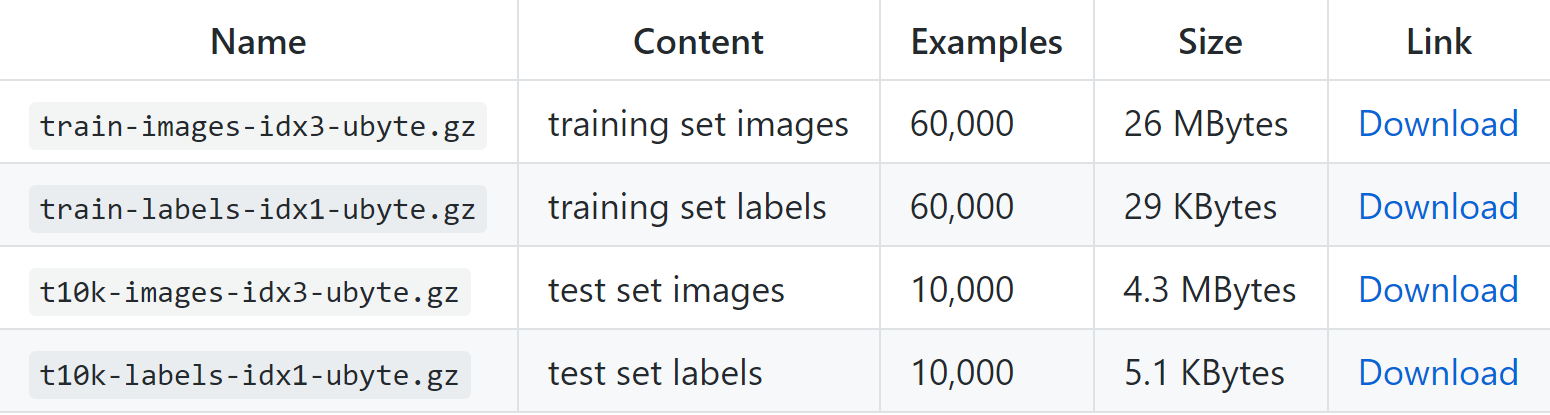 Name Content Examples Size Link
train-images-idx3-ubyte.gz training set images 60,000 26 MBytes Download
train-labels-idx1-ubyte.gz training set labels 60,000 29 KBytes Download
t10k-images-idx3-ubyte.gz test set images 10,000 4.3 MBytes Download
t10k-labels-idx1-ubyte.gz test set labels 10,000 5.1 KBytes Download